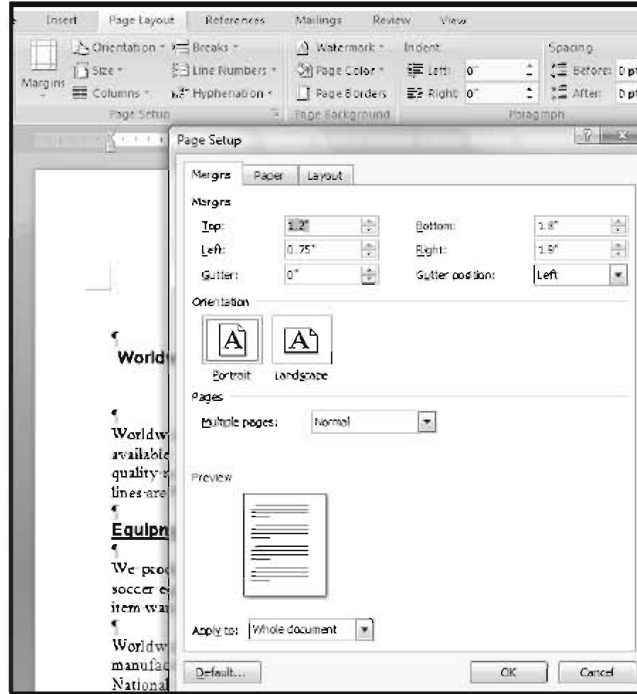 Insert Page Layout References Mailings Review View
Orientation Breaks Watermark Indent Spacing
Margins Size Line Numbers Page Color Left: 0" Before: 0 pt
Columns Hyphenation Page Borders Right: 0" After: 0 pt
Page Setup Page Background Paragraph
Page Setup
Margins Paper Layout
Margins
Top: 1.2" Bottom: 1.8"
Left: 0.75" Right: 1.9"
Gutter: 0" Gutter position: Left
Orientation
Portrait Landscape
Pages
Multiple pages: Normal
Preview
Apply to: Whole document
Default... OK Cancel
¶
Worldw
¶
Worldw
available
quality
lines are
¶
Equipn
¶
We proc
soccer e
item war
¶
Worldw
manufac
National